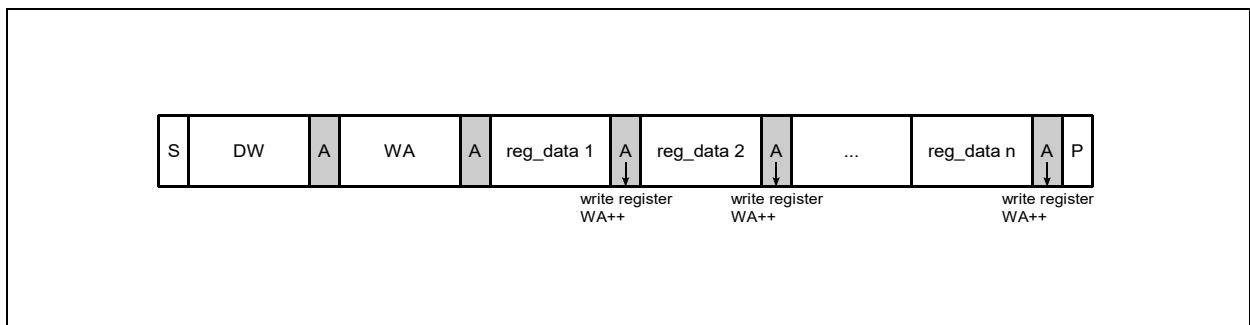 S DW A WA A reg_data 1 A reg_data 2 A ... reg_data n A P
write register write register write register
WA++ WA++ WA++